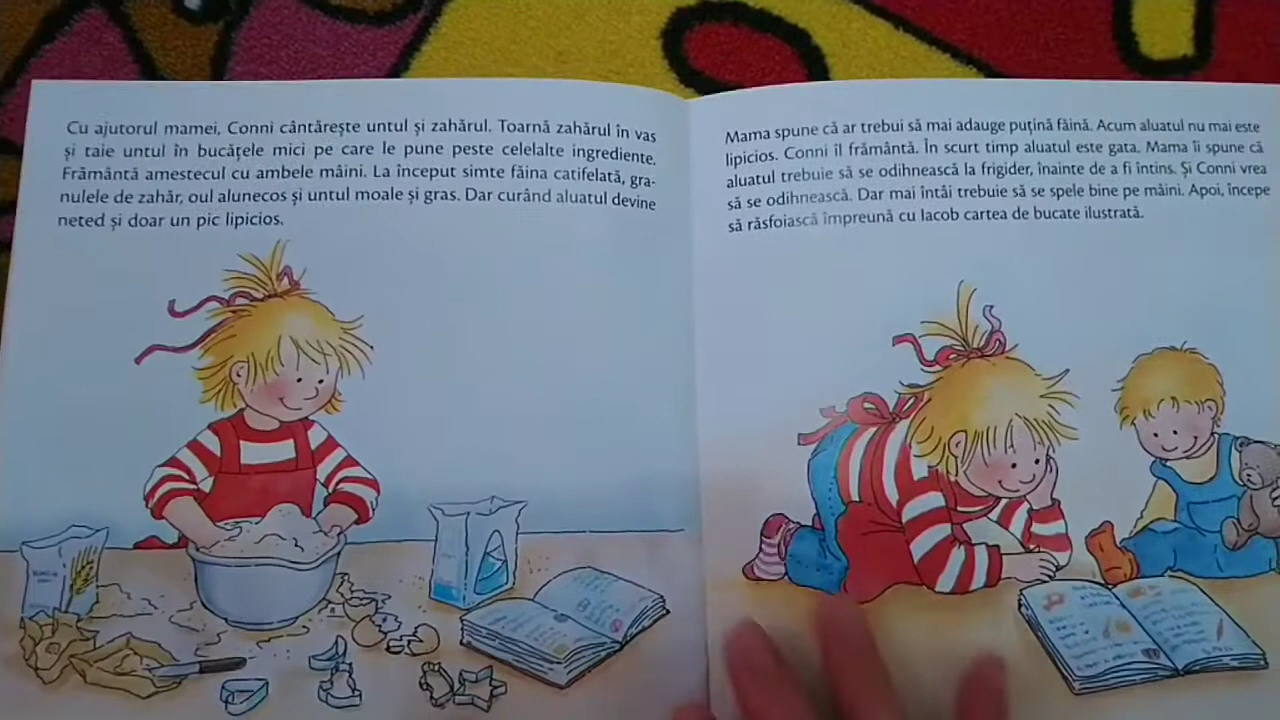 Cu ajutorul mamei, Conni cântărește untul și zahărul. Toarnă zahărul în vas
și taie untul în bucățele mici pe care le pune peste celelalte ingrediente.
Frământă amestecul cu ambele mâini. La început simte făina catifelată, gra-
nulele de zahăr, oul alunecos și untul moale și gras. Dar curând aluatul devine
neted și doar un pic lipicios.
Mama spune că ar trebui să mai adauge puțină făină. Acum aluatul nu mai este
lipicios. Conni îl frământă. În scurt timp aluatul este gata. Mama îi spune că
aluatul trebuie să se odihnească la frigider, înainte de a fi întins. Și Conni vrea
să se odihnească. Dar mai întâi trebuie să se spele bine pe mâini. Apoi, începe
să răsfoiască împreună cu Iacob cartea de bucate ilustrată.